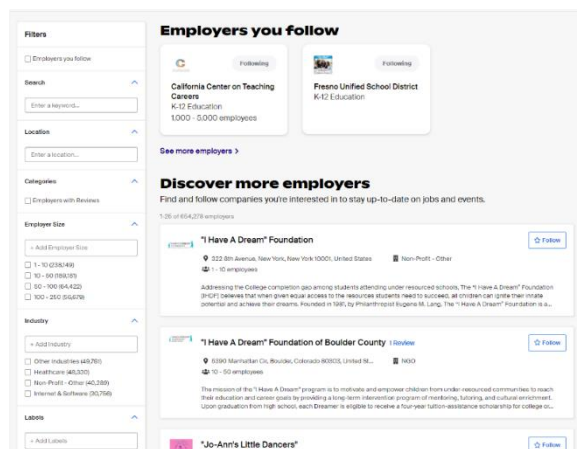 Filters
Employers you follow
Search
Enter a keyword...
Location
Enter a location...
Categories
Employers with Reviews
Employer Size
+ Add Employer Size
1 - 10 (238,049)
10 - 50 (169,181)
50 - 100 (64,422)
100 - 250 (56,679)
Industry
+ Add Industry
Other Industries (49,781)
Healthcare (48,320)
Non-Profit - Other (40,289)
Internet & Software (30,756)
Labels
+ Add Labels
Employers you follow
Following
California Center on Teaching
Careers
K-12 Education
1,000 - 5,000 employees
Following
Fresno Unified School District
K-12 Education
See more employers >
Discover more employers
Find and follow companies you're interested in to stay up-to-date on jobs and events.
1-25 of 654,279 employers
"I Have A Dream" Foundation
Follow
322 8th Avenue, New York, New York 10001, United States
Non-Profit - Other
1 - 10 employees
Addressing the College completion gap among students attending under resourced schools, The "I Have A Dream" Foundation
(IHDF) believes that when given equal access to the resources students need to succeed, all children can ignite their innate
potential and achieve their dreams. Founded in 1981, by Philanthropist Eugene M. Lang, The "I Have A Dream" Foundation is a...
"I Have A Dream" Foundation of Boulder County 1 Review
Follow
5390 Manhattan Cir, Boulder, Colorado 80303, United St...
NGO
10 - 50 employees
The mission of the "I Have A Dream" program is to motivate and empower children from under-resourced communities to reach
their education and career goals by providing a long-term intervention program of mentoring, tutoring, and cultural enrichment.
Upon graduation from high school, each Dreamer is eligible to receive a four-year tuition-assistance scholarship for college or...
"Jo-Ann's Little Dancers"
Follow